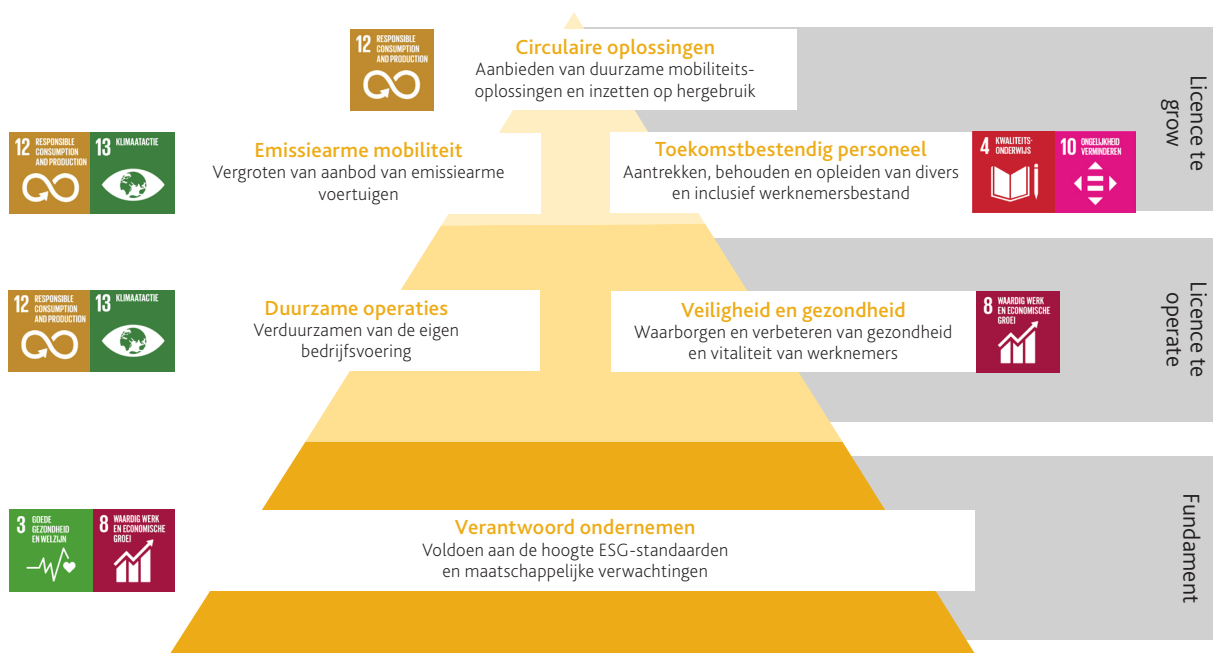 12 RESPONSIBLE
CONSUMPTION
AND PRODUCTION
Circulaire oplossingen
Aanbieden van duurzame mobiliteits-
oplossingen en inzetten op hergebruik
Licence te
grow
12 RESPONSIBLE
CONSUMPTION
AND PRODUCTION
13 KLIMAATACTIE
Emissiearme mobiliteit
Vergroten van aanbod van emissiearme
voertuigen
Toekomstbestendig personeel
Aantrekken, behouden en opleiden van divers
en inclusief werknemersbestand
4 KWALITEITS-
ONDERWIJS
10 ONGELIJKHEID
VERMINDEREN
12 RESPONSIBLE
CONSUMPTION
AND PRODUCTION
13 KLIMAATACTIE
Duurzame operaties
Verduurzamen van de eigen
bedrijfsvoering
Veiligheid en gezondheid
Waarborgen en verbeteren van gezondheid
en vitaliteit van werknemers
8 WAARDIG WERK
EN ECONOMISCHE
GROEI
Licence te
operate
3 GOEDE
GEZONDHEID
EN WELZIJN
8 WAARDIG WERK
EN ECONOMISCHE
GROEI
Verantwoord ondernemen
Voldoen aan de hoogte ESG-standaarden
en maatschappelijke verwachtingen
Fundament